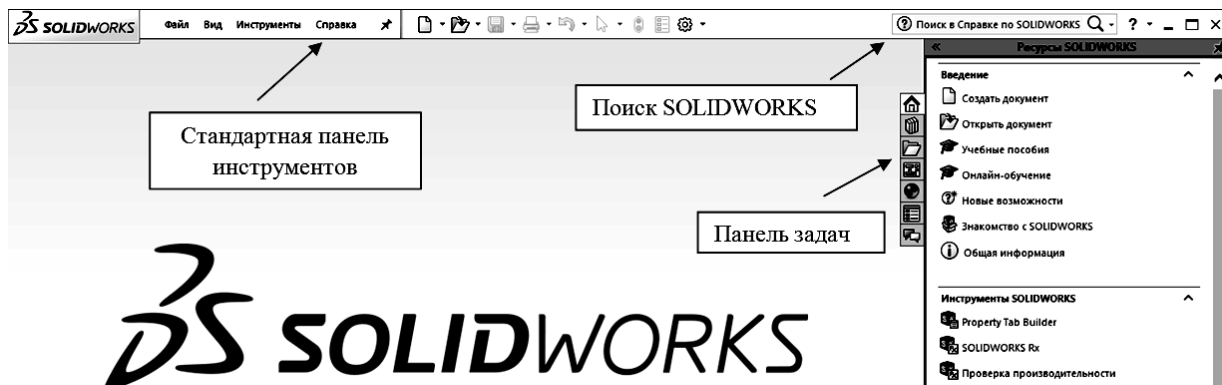 SOLIDWORKS Файл Вид Инструменты Справка Поиск в Справке по SOLIDWORKS ?
Ресурсы SOLIDWORKS
Введение
Создать документ
Открыть документ
Учебные пособия
Онлайн-обучение
Новые возможности
Знакомство с SOLIDWORKS
Общая информация
Инструменты SOLIDWORKS
Property Tab Builder
SOLIDWORKS Rx
Проверка производительности
Стандартная панель
инструментов
Поиск SOLIDWORKS
Панель задач
SOLIDWORKS